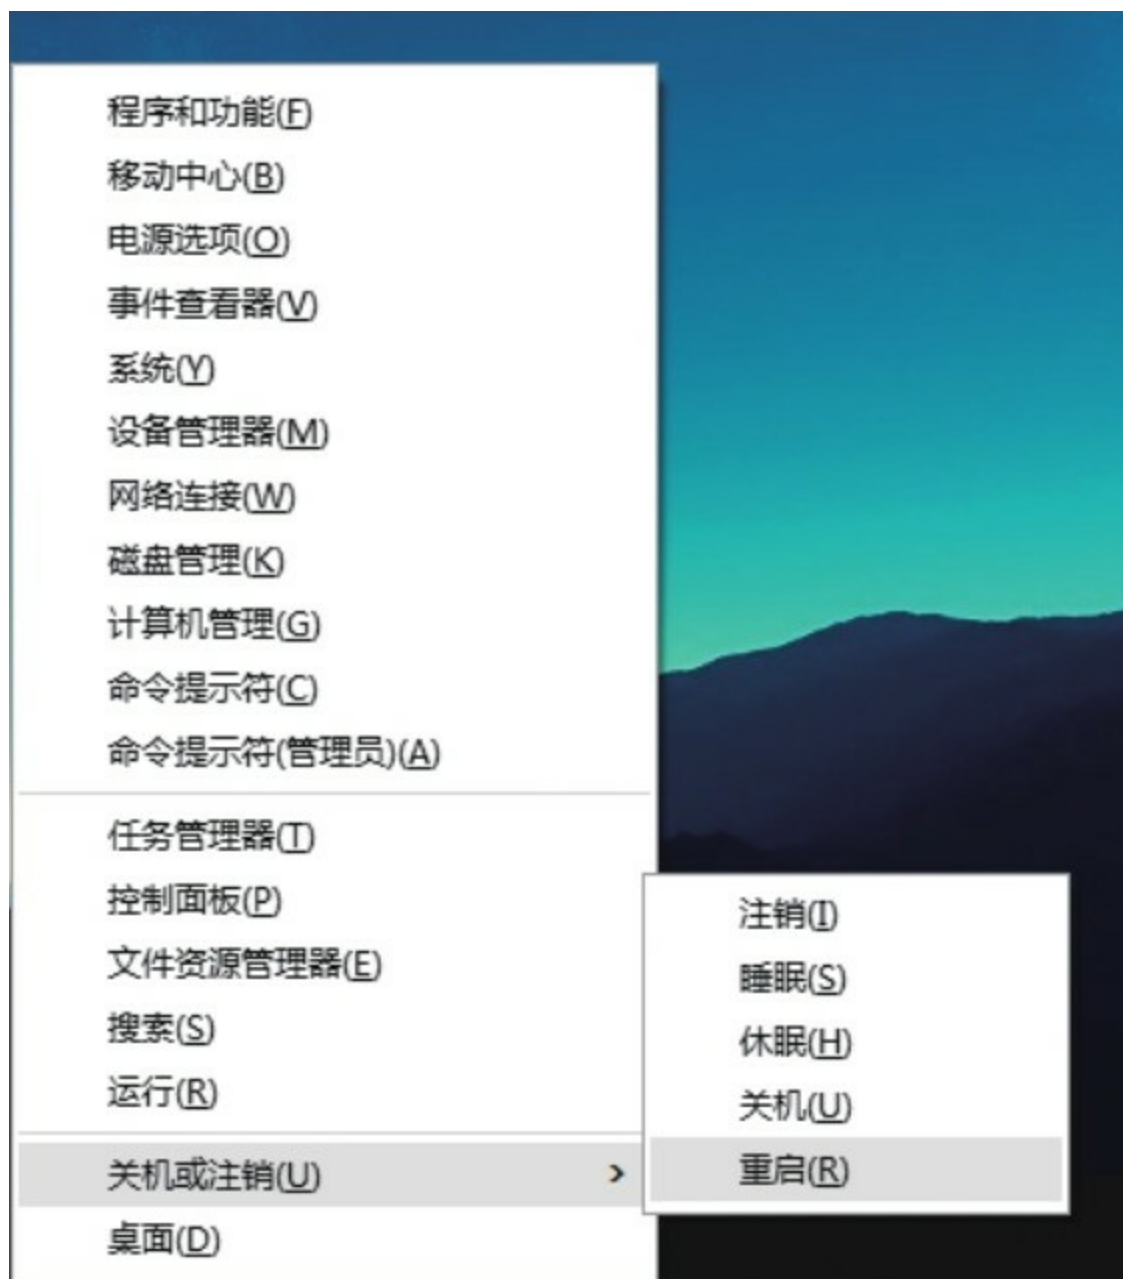 程序和功能(F)
移动中心(B)
电源选项(O)
事件查看器(V)
系统(Y)
设备管理器(M)
网络连接(W)
磁盘管理(K)
计算机管理(G)
命令提示符(C)
命令提示符(管理员)(A)
任务管理器(T)
控制面板(P)
文件资源管理器(E)
搜索(S)
运行(R)
关机或注销(U)
桌面(D)
注销(I)
睡眠(S)
休眠(H)
关机(U)
重启(R)